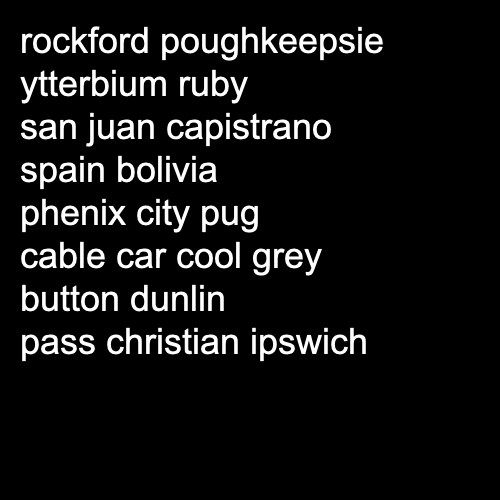 rockford poughkeepsie
ytterbium ruby
san juan capistrano
spain bolivia
phenix city pug
cable car cool grey
button dunlin
pass christian ipswich